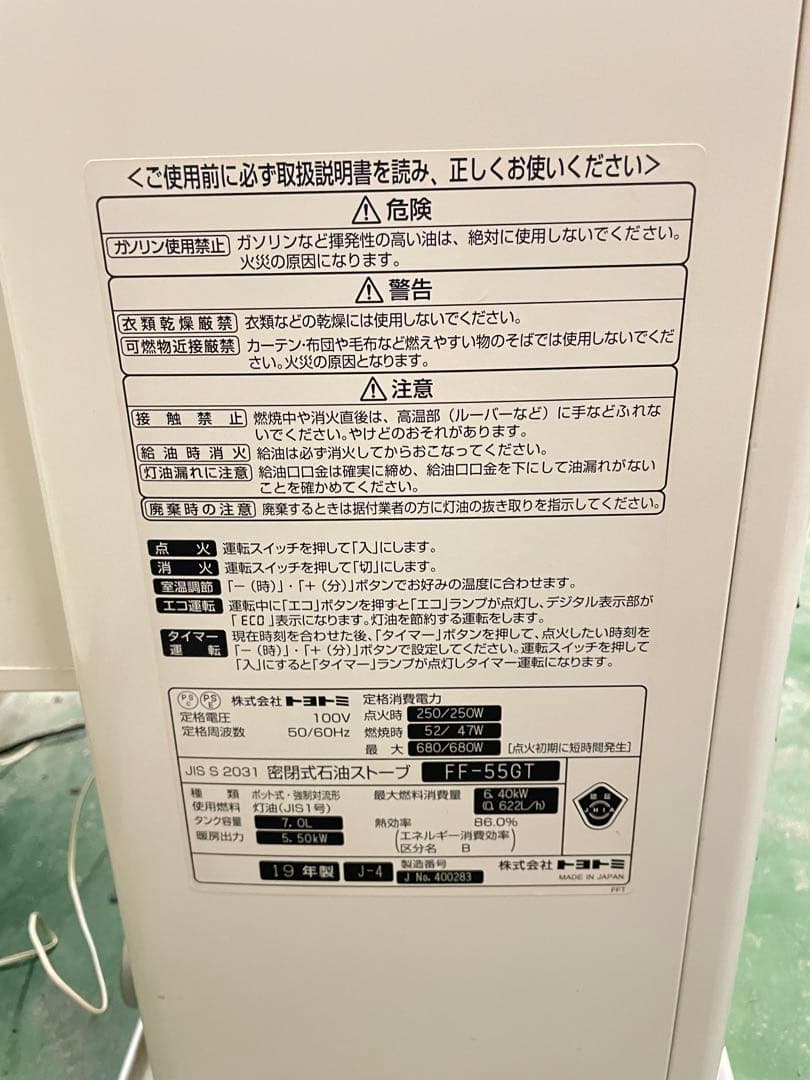 <ご使用前に必ず取扱説明書を読み、正しくお使いください>
⚠危険
ガソリン使用禁止 ガソリンなど揮発性の高い油は、絶対に使用しないでください。
火災の原因になります。
⚠警告
衣類乾燥厳禁 衣類などの乾燥には使用しないでください。
可燃物近接厳禁 カーテン・布団や毛布など燃えやすい物のそばでは使用しないでくだ
さい。火災の原因となります。
⚠注意
接触禁止 燃焼中や消火直後は、高温部（ルーバーなど）に手などふれな
いでください。やけどのおそれがあります。
給油時消火 給油は必ず消火してからおこなってください。
灯油漏れに注意 給油口口金は確実に締め、給油口口金を下にして油漏れがない
ことを確かめてください。
廃棄時の注意 廃棄するときは据付業者の方に灯油の抜き取りを指示してください。
点火 運転スイッチを押して「入」にします。
消火 運転スイッチを押して「切」にします。
室温調節 「−（時）」・「+（分）」ボタンでお好みの温度に合わせます。
エコ運転 運転中に「エコ」ボタンを押すと「エコ」ランプが点灯し、デジタル表示部が
「ECO」表示になります。灯油を節約する運転をします。
タイマー運転 現在時刻を合わせた後、「タイマー」ボタンを押して、点火したい時刻を
「−（時）」・「+（分）」ボタンで設定してください。運転スイッチを押して
「入」にすると「タイマー」ランプが点灯しタイマー運転になります。
PSC PSE 株式会社トヨトミ 定格消費電力
定格電圧 100V 点火時 250/250W
定格周波数 50/60Hz 燃焼時 52/ 47W
最大 680/680W [点火初期に短時間発生]
JIS S 2031 密閉式石油ストーブ FF-55GT
種類 ポット式・強制対流形 最大燃料消費量 6.40kW
使用燃料 灯油(JIS1号) (0.622L/h)
タンク容量 7.0L 熱効率 86.0%
暖房出力 5.50kW (エネルギー消費効率)
区分名 B
認証
JHIA
19年製 J-4 製造番号 J No.400283 株式会社トヨトミ
MADE IN JAPAN
FFT